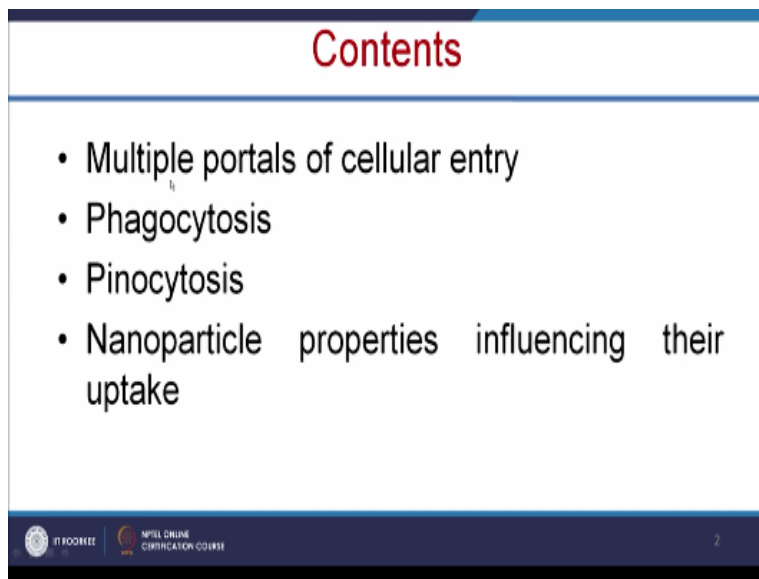 Contents
• Multiple portals of cellular entry
• Phagocytosis
• Pinocytosis
• Nanoparticle properties influencing their
uptake
IIT ROORKEE
NPTEL ONLINE
CERTIFICATION COURSE
2